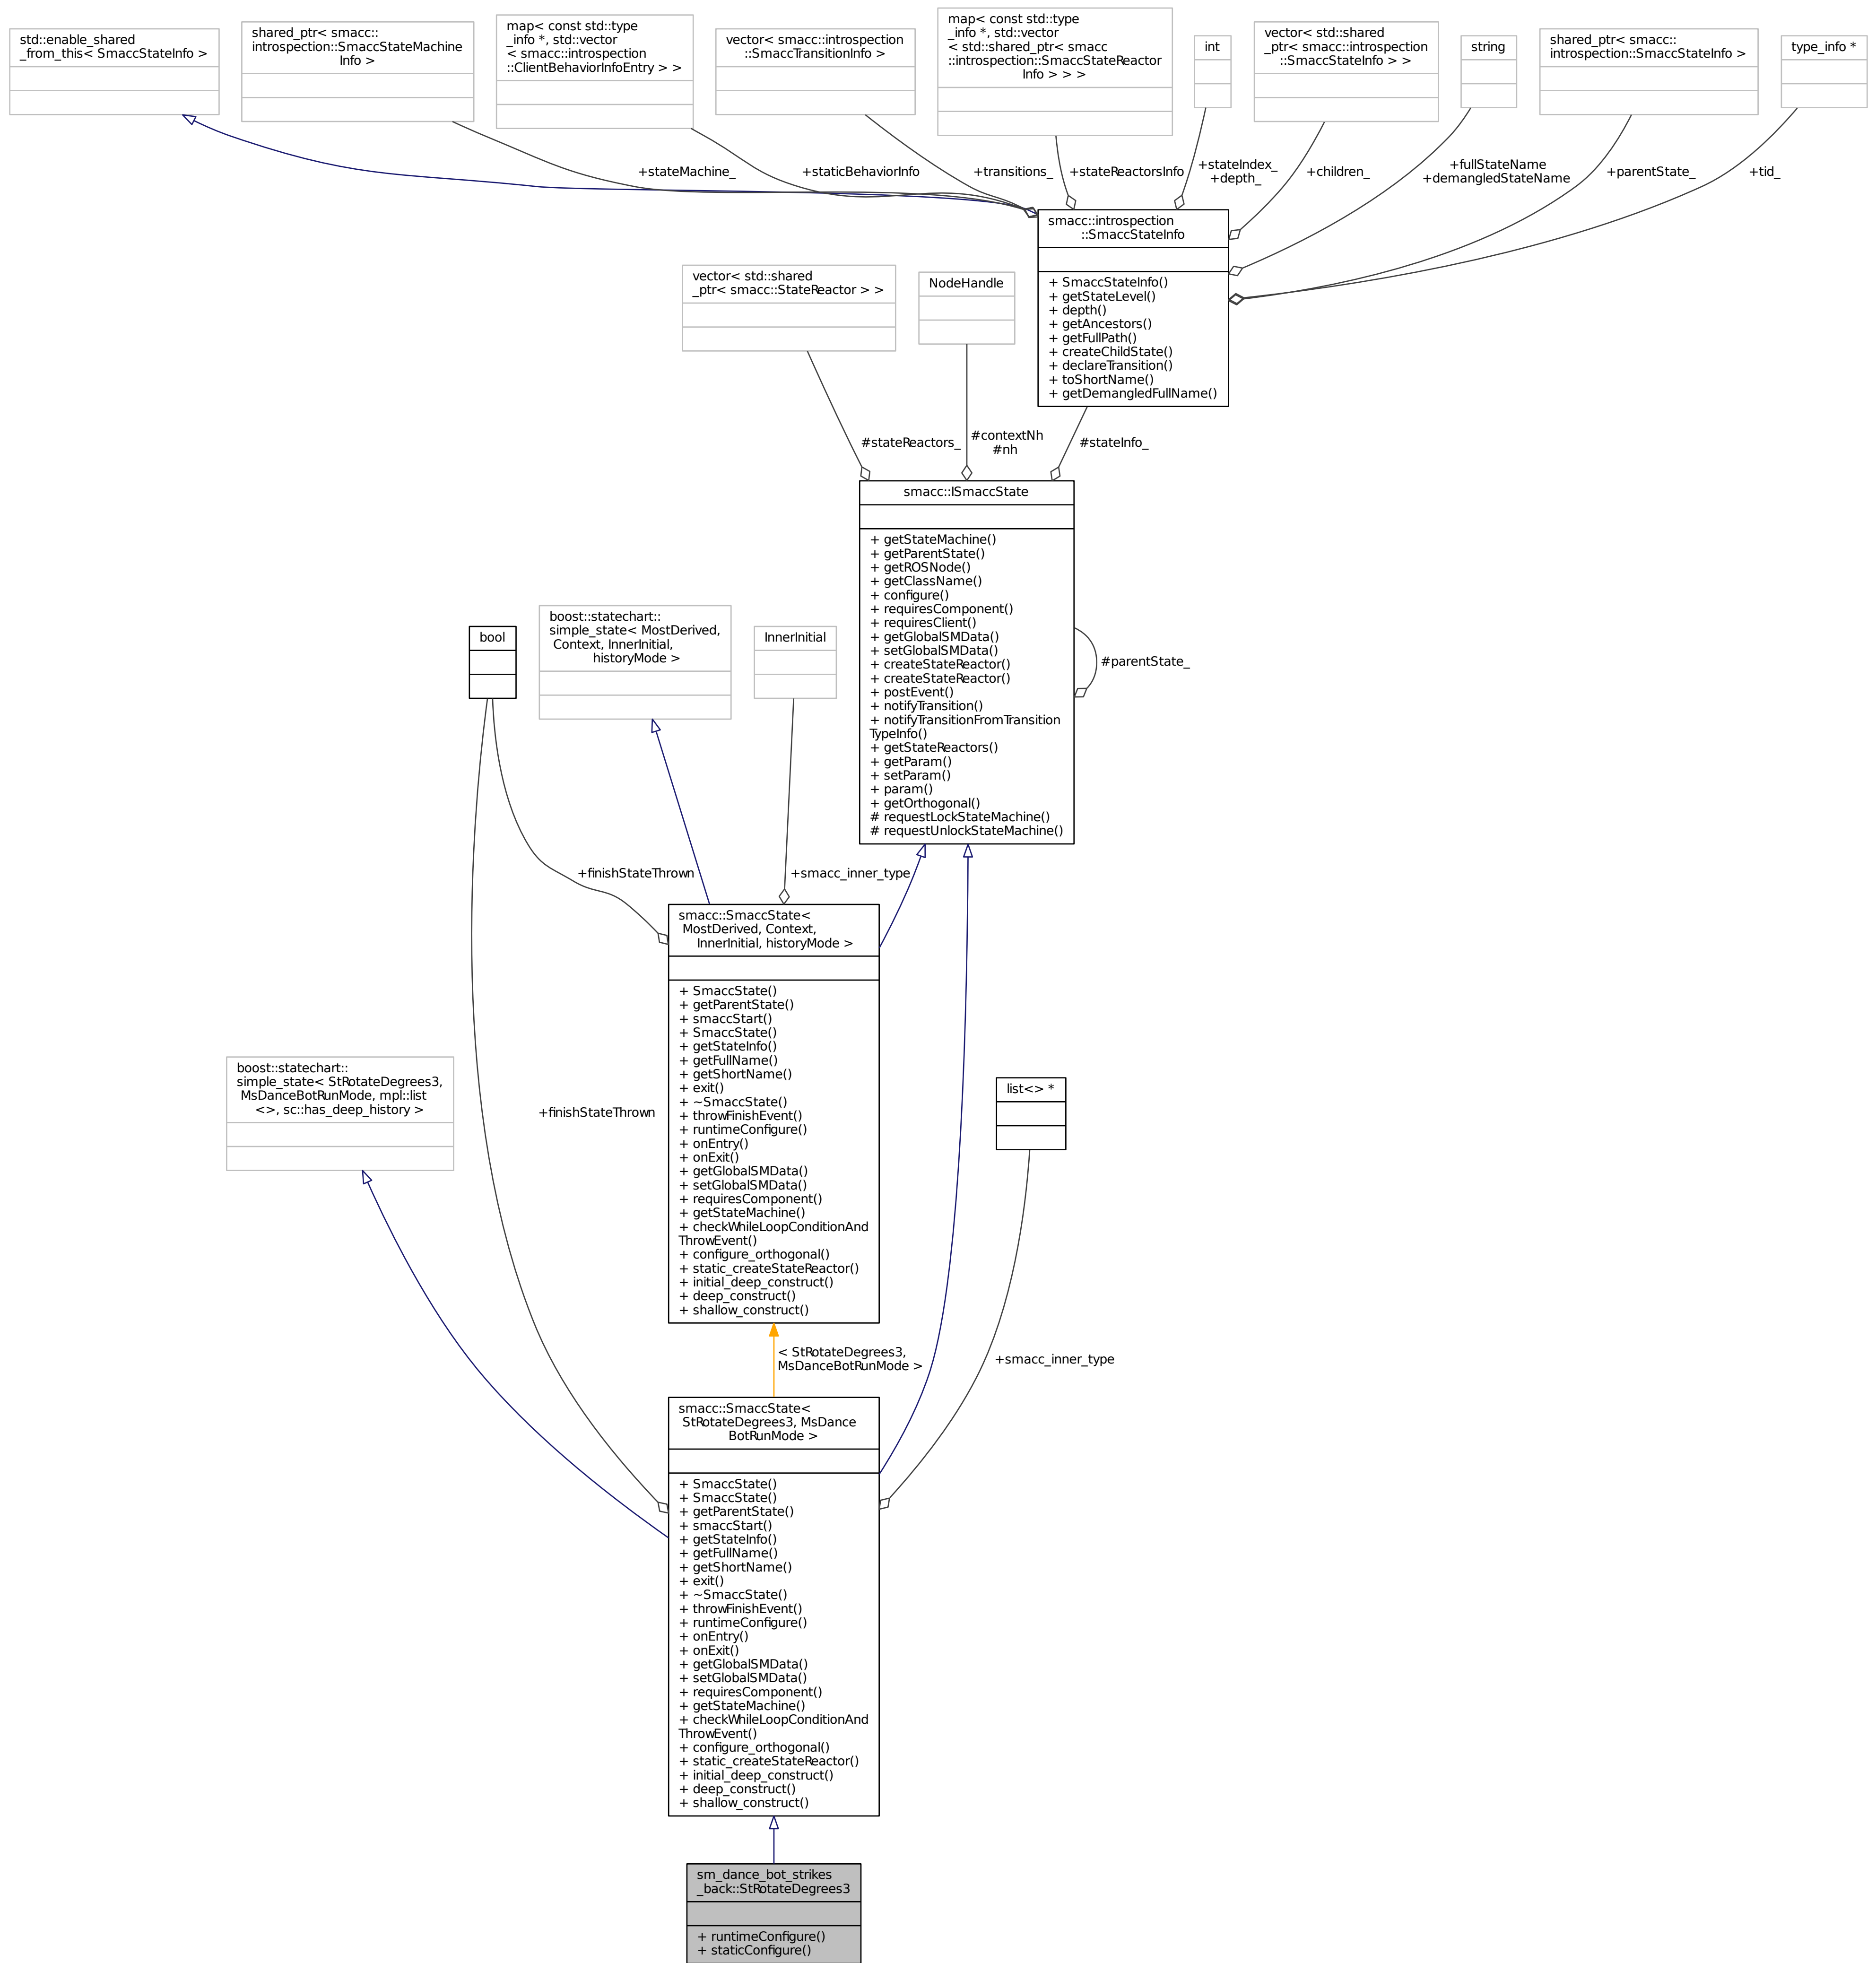 std::enable_shared
_from_this< SmaccStateInfo >
shared_ptr< smacc::
introspection::SmaccStateMachine
Info >
map< const std::type
_info *, std::vector
< smacc::introspection
::ClientBehaviorInfoEntry > >
vector< smacc::introspection
::SmaccTransitionInfo >
map< const std::type
_info *, std::vector
< std::shared_ptr< smacc
::introspection::SmaccStateReactor
Info > > >
int
vector< std::shared
_ptr< smacc::introspection
::SmaccStateInfo > >
string
shared_ptr< smacc::
introspection::SmaccStateInfo >
type_info *
+stateMachine_
+staticBehaviorInfo
+transitions_
+stateReactorsInfo
+stateIndex_
+depth_
+children_
+fullStateName
+demangledStateName
+parentState_
+tid_
smacc::introspection
::SmaccStateInfo
+ SmaccStateInfo()
+ getStateLevel()
+ depth()
+ getAncestors()
+ getFullPath()
+ createChildState()
+ declareTransition()
+ toShortName()
+ getDemangledFullName()
vector< std::shared
_ptr< smacc::StateReactor > >
NodeHandle
#stateReactors_
#contextNh
#nh
#stateInfo_
smacc::ISmaccState
+ getStateMachine()
+ getParentState()
+ getROSNode()
+ getClassName()
+ configure()
+ requiresComponent()
+ requiresClient()
+ getGlobalSMData()
+ setGlobalSMData()
+ createStateReactor()
+ createStateReactor()
+ postEvent()
+ notifyTransition()
+ notifyTransitionFromTransition
TypeInfo()
+ getStateReactors()
+ getParam()
+ setParam()
+ param()
+ getOrthogonal()
# requestLockStateMachine()
# requestUnlockStateMachine()
#parentState_
bool
boost::statechart::
simple_state< MostDerived,
Context, InnerInitial,
historyMode >
InnerInitial
+finishStateThrown
+smacc_inner_type
smacc::SmaccState<
MostDerived, Context,
InnerInitial, historyMode >
+ SmaccState()
+ getParentState()
+ smaccStart()
+ SmaccState()
+ getStateInfo()
+ getFullName()
+ getShortName()
+ exit()
+ ~SmaccState()
+ throwFinishEvent()
+ runtimeConfigure()
+ onEntry()
+ onExit()
+ getGlobalSMData()
+ setGlobalSMData()
+ requiresComponent()
+ getStateMachine()
+ checkWhileLoopConditionAnd
ThrowEvent()
+ configure_orthogonal()
+ static_createStateReactor()
+ initial_deep_construct()
+ deep_construct()
+ shallow_construct()
boost::statechart::
simple_state< StRotateDegrees3,
MsDanceBotRunMode, mpl::list
<>, sc::has_deep_history >
+finishStateThrown
list<> *
< StRotateDegrees3,
MsDanceBotRunMode >
+smacc_inner_type
smacc::SmaccState<
StRotateDegrees3, MsDance
BotRunMode >
+ SmaccState()
+ SmaccState()
+ getParentState()
+ smaccStart()
+ getStateInfo()
+ getFullName()
+ getShortName()
+ exit()
+ ~SmaccState()
+ throwFinishEvent()
+ runtimeConfigure()
+ onEntry()
+ onExit()
+ getGlobalSMData()
+ setGlobalSMData()
+ requiresComponent()
+ getStateMachine()
+ checkWhileLoopConditionAnd
ThrowEvent()
+ configure_orthogonal()
+ static_createStateReactor()
+ initial_deep_construct()
+ deep_construct()
+ shallow_construct()
sm_dance_bot_strikes
_back::StRotateDegrees3
+ runtimeConfigure()
+ staticConfigure()